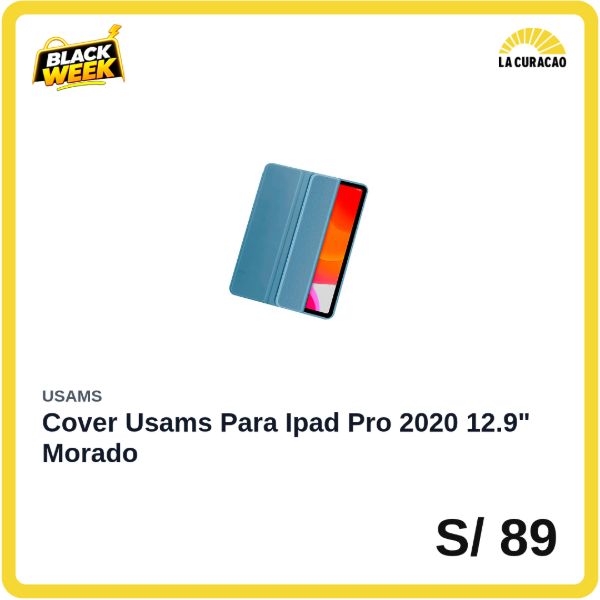 BLACK
WEEK
LA CURACAO
USAMS
Cover Usams Para Ipad Pro 2020 12.9"
Morado
S/ 89